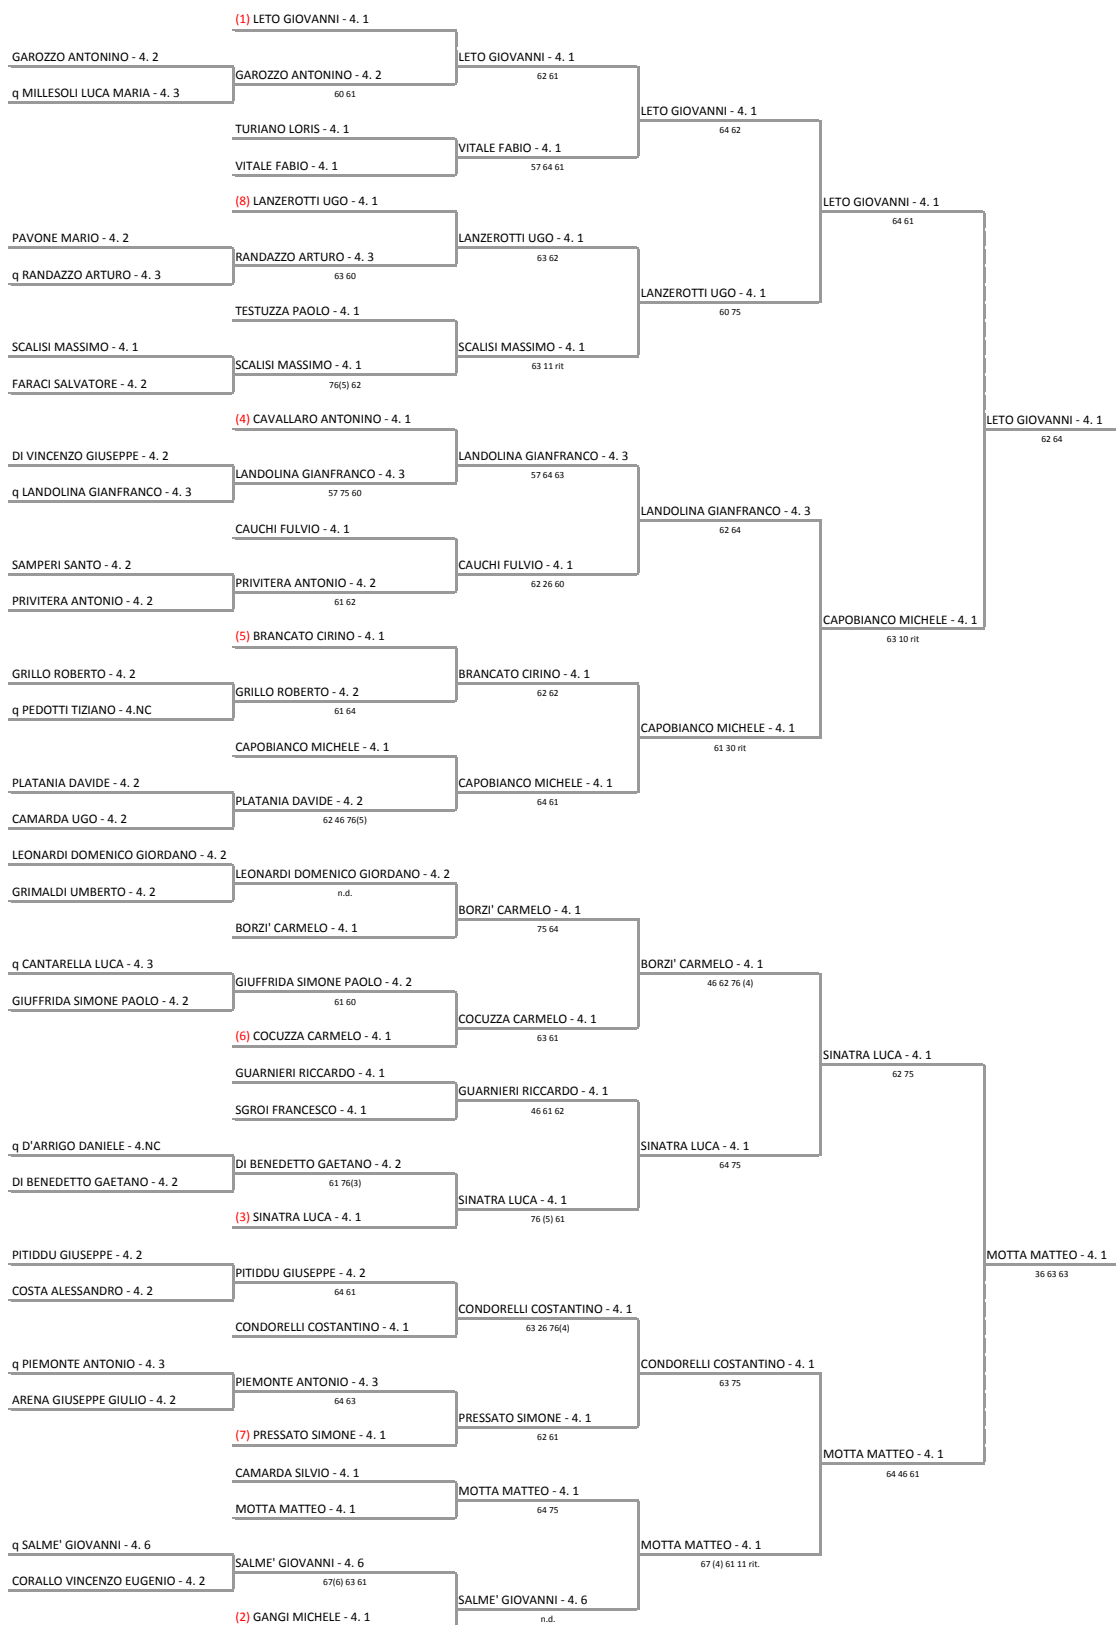 (1) LETO GIOVANNI - 4. 1
GAROZZO ANTONINO - 4. 2
LETO GIOVANNI - 4. 1
GAROZZO ANTONINO - 4. 2
62 61
q MILLESOLI LUCA MARIA - 4. 3
60 61
LETO GIOVANNI - 4. 1
TURIANO LORIS - 4. 1
64 62
VITALE FABIO - 4. 1
VITALE FABIO - 4. 1
57 64 61
(8) LANZEROTTI UGO - 4. 1
LETO GIOVANNI - 4. 1
64 61
PAVONE MARIO - 4. 2
LANZEROTTI UGO - 4. 1
RANDAZZO ARTURO - 4. 3
63 62
q RANDAZZO ARTURO - 4. 3
63 60
LANZEROTTI UGO - 4. 1
TESTUZZA PAOLO - 4. 1
60 75
SCALISI MASSIMO - 4. 1
SCALISI MASSIMO - 4. 1
SCALISI MASSIMO - 4. 1
63 11 rit
FARACI SALVATORE - 4. 2
76(5) 62
(4) CAVALLARO ANTONINO - 4. 1
LETO GIOVANNI - 4. 1
62 64
DI VINCENZO GIUSEPPE - 4. 2
LANDOLINA GIANFRANCO - 4. 3
LANDOLINA GIANFRANCO - 4. 3
57 64 63
q LANDOLINA GIANFRANCO - 4. 3
57 75 60
LANDOLINA GIANFRANCO - 4. 3
CAUCHI FULVIO - 4. 1
62 64
SAMPERI SANTO - 4. 2
CAUCHI FULVIO - 4. 1
PRIVITERA ANTONIO - 4. 2
62 26 60
PRIVITERA ANTONIO - 4. 2
61 62
CAPOBIANCO MICHELE - 4. 1
(5) BRANCATO CIRINO - 4. 1
63 10 rit
GRILLO ROBERTO - 4. 2
BRANCATO CIRINO - 4. 1
GRILLO ROBERTO - 4. 2
62 62
q PEDOTTI TIZIANO - 4.NC
61 64
CAPOBIANCO MICHELE - 4. 1
CAPOBIANCO MICHELE - 4. 1
61 30 rit
PLATANIA DAVIDE - 4. 2
CAPOBIANCO MICHELE - 4. 1
PLATANIA DAVIDE - 4. 2
64 61
CAMARDA UGO - 4. 2
62 46 76(5)
LEONARDI DOMENICO GIORDANO - 4. 2
LEONARDI DOMENICO GIORDANO - 4. 2
GRIMALDI UMBERTO - 4. 2
n.d.
BORZI' CARMELO - 4. 1
BORZI' CARMELO - 4. 1
75 64
q CANTARELLA LUCA - 4. 3
BORZI' CARMELO - 4. 1
GIUFFRIDA SIMONE PAOLO - 4. 2
46 62 76 (4)
GIUFFRIDA SIMONE PAOLO - 4. 2
61 60
COCUZZA CARMELO - 4. 1
(6) COCUZZA CARMELO - 4. 1
63 61
SINATRA LUCA - 4. 1
GUARNIERI RICCARDO - 4. 1
62 75
GUARNIERI RICCARDO - 4. 1
SGROI FRANCESCO - 4. 1
46 61 62
q D'ARRIGO DANIELE - 4.NC
SINATRA LUCA - 4. 1
DI BENEDETTO GAETANO - 4. 2
64 75
DI BENEDETTO GAETANO - 4. 2
61 76(3)
SINATRA LUCA - 4. 1
(3) SINATRA LUCA - 4. 1
76 (5) 61
PITIDDU GIUSEPPE - 4. 2
MOTTA MATTEO - 4. 1
PITIDDU GIUSEPPE - 4. 2
36 63 63
COSTA ALESSANDRO - 4. 2
64 61
CONDORELLI COSTANTINO - 4. 1
CONDORELLI COSTANTINO - 4. 1
63 26 76(4)
q PIEMONTE ANTONIO - 4. 3
CONDORELLI COSTANTINO - 4. 1
PIEMONTE ANTONIO - 4. 3
63 75
ARENA GIUSEPPE GIULIO - 4. 2
64 63
PRESSATO SIMONE - 4. 1
(7) PRESSATO SIMONE - 4. 1
62 61
MOTTA MATTEO - 4. 1
CAMARDA SILVIO - 4. 1
64 46 61
MOTTA MATTEO - 4. 1
MOTTA MATTEO - 4. 1
64 75
q SALME' GIOVANNI - 4. 6
MOTTA MATTEO - 4. 1
SALME' GIOVANNI - 4. 6
67 (4) 61 11 rit.
CORALLO VINCENZO EUGENIO - 4. 2
67(6) 63 61
SALME' GIOVANNI - 4. 6
(2) GANGI MICHELE - 4. 1
n.d.